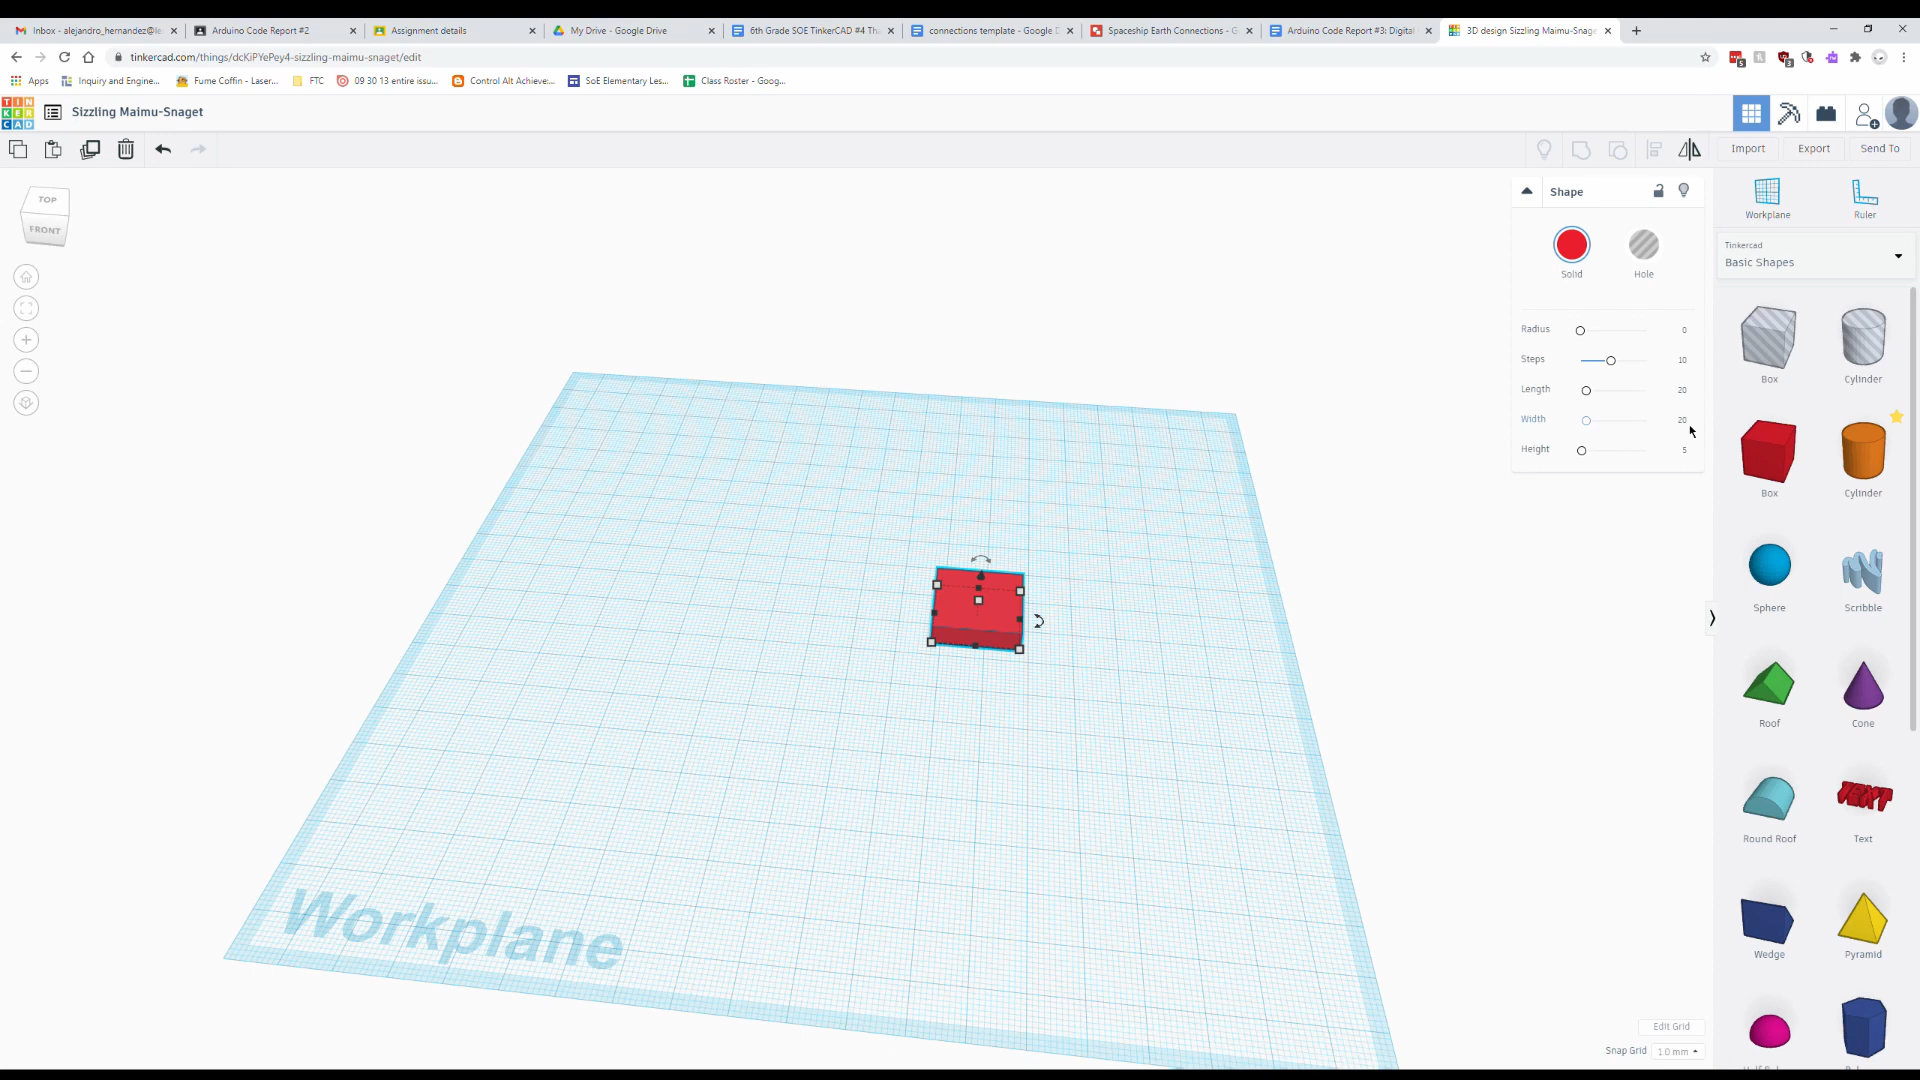 Inbox - alejandro_hernandez@le
Arduino Code Report #2
Assignment details
My Drive - Google Drive
6th Grade SOE TinkerCAD #4 Th
connections template - Google D
Spaceship Earth Connections - G
Arduino Code Report #3: Digital
3D design Sizzling Maimu-Snage
tinkercad.com/things/dcKiPYePey4-sizzling-maimu-snaget/edit
Apps
Inquiry and Engine...
Fume Coffin - Laser...
FTC
09 30 13 entire issu...
Control Alt Achieve:...
SoE Elementary Les...
Class Roster - Goog...
TIN
KER
CAD
Sizzling Maimu-Snaget
Import
Export
Send To
TOP
FRONT
Shape
Solid
Hole
Radius 0
Steps 10
Length 20
Width 20
Height 5
Workplane
Ruler
Tinkercad
Basic Shapes
Box
Cylinder
Box
Cylinder
Sphere
Scribble
Roof
Cone
TEXT
Round Roof
Text
Wedge
Pyramid
Workplane
Edit Grid
Snap Grid 1.0 mm